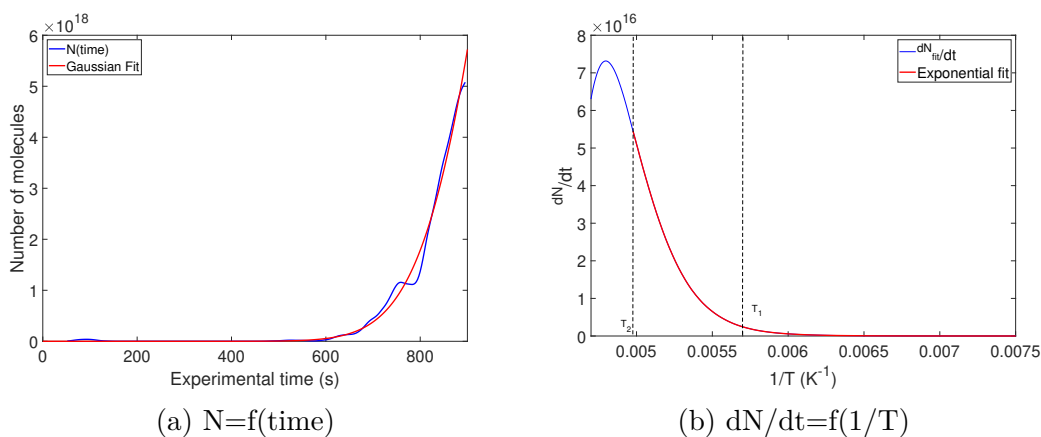 ×10^18
6
5
4
3
2
1
0
0 200 400 600 800
Number of molecules
Experimental time (s)
N(time)
Gaussian Fit
(a) N=f(time)
×10^16
8
7
6
5
4
3
2
1
0
0.005 0.0055 0.006 0.0065 0.007 0.0075
dN/dt
1/T (K^-1)
dN_fit/dt
Exponential fit
T_2
T_1
(b) dN/dt=f(1/T)